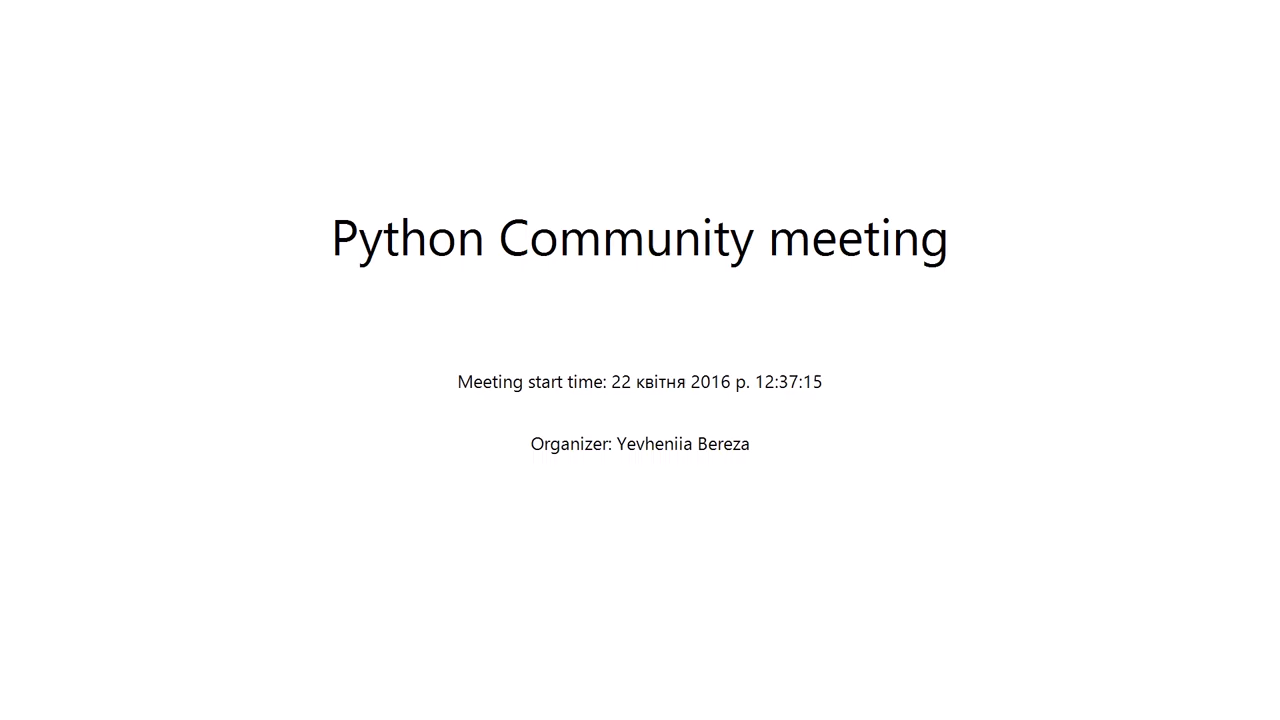 Python Community meeting
Meeting start time: 22 квітня 2016 р. 12:37:15
Organizer: Yevheniia Bereza